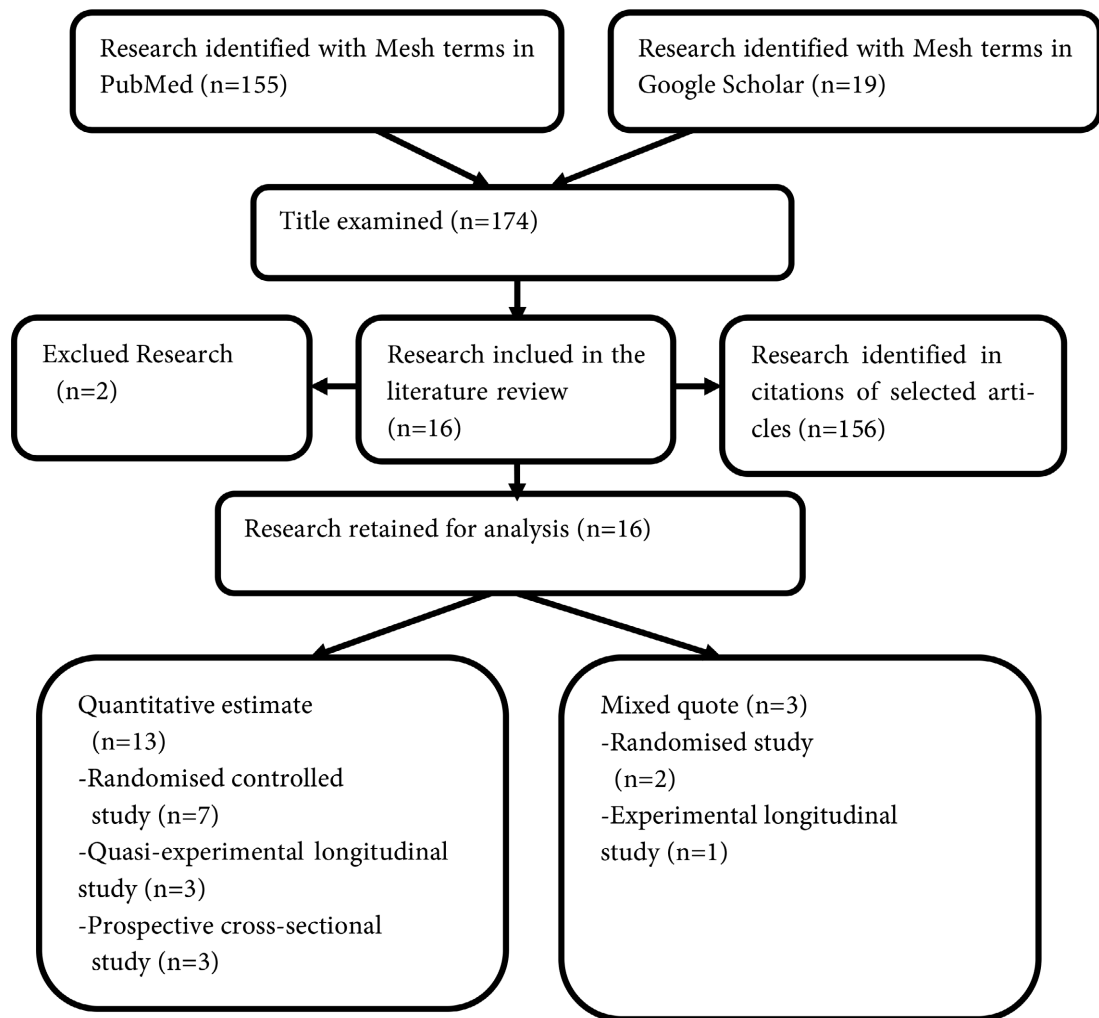 Research identified with Mesh terms in
PubMed (n=155)
Research identified with Mesh terms in
Google Scholar (n=19)
Title examined (n=174)
Exclued Research
(n=2)
Research inclued in the
literature review
(n=16)
Research identified in
citations of selected arti-
cles (n=156)
Research retained for analysis (n=16)
Quantitative estimate
(n=13)
-Randomised controlled
study (n=7)
-Quasi-experimental longitudinal
study (n=3)
-Prospective cross-sectional
study (n=3)
Mixed quote (n=3)
-Randomised study
(n=2)
-Experimental longitudinal
study (n=1)